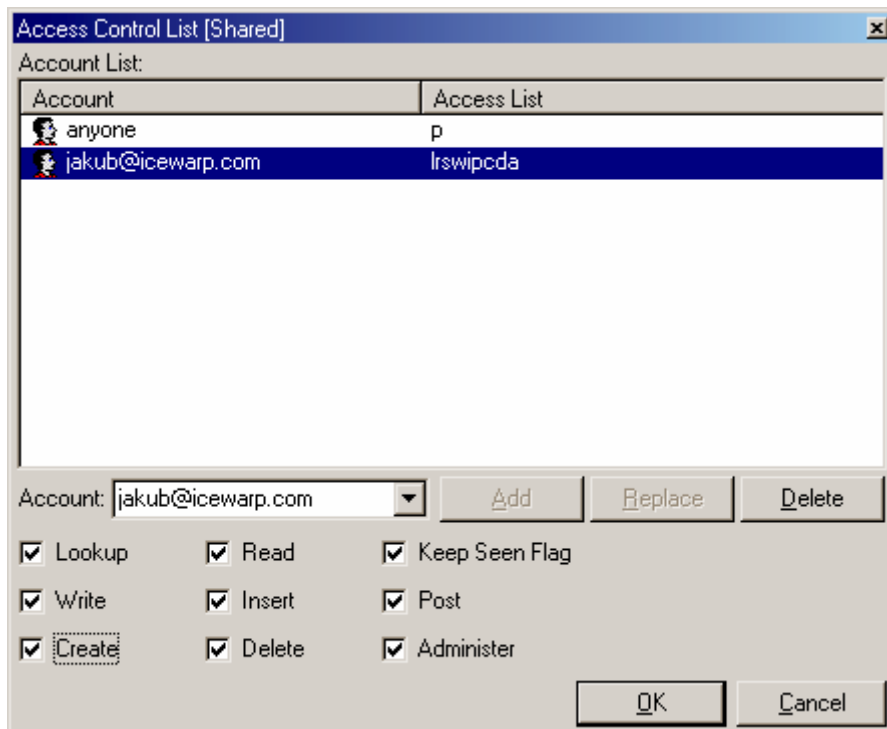 Access Control List [Shared]
Account List:
Account Access List
anyone p
jakub@icewarp.com lrswipcda
Account: jakub@icewarp.com Add Replace Delete
Lookup Read Keep Seen Flag
Write Insert Post
Create Delete Administer
OK Cancel